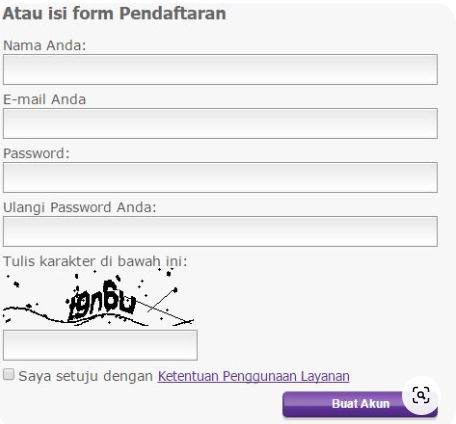 Atau isi form Pendaftaran
Nama Anda:
E-mail Anda
Password:
Ulangi Password Anda:
Tulis karakter di bawah ini:
Saya setuju dengan Ketentuan Penggunaan Layanan
Buat Akun